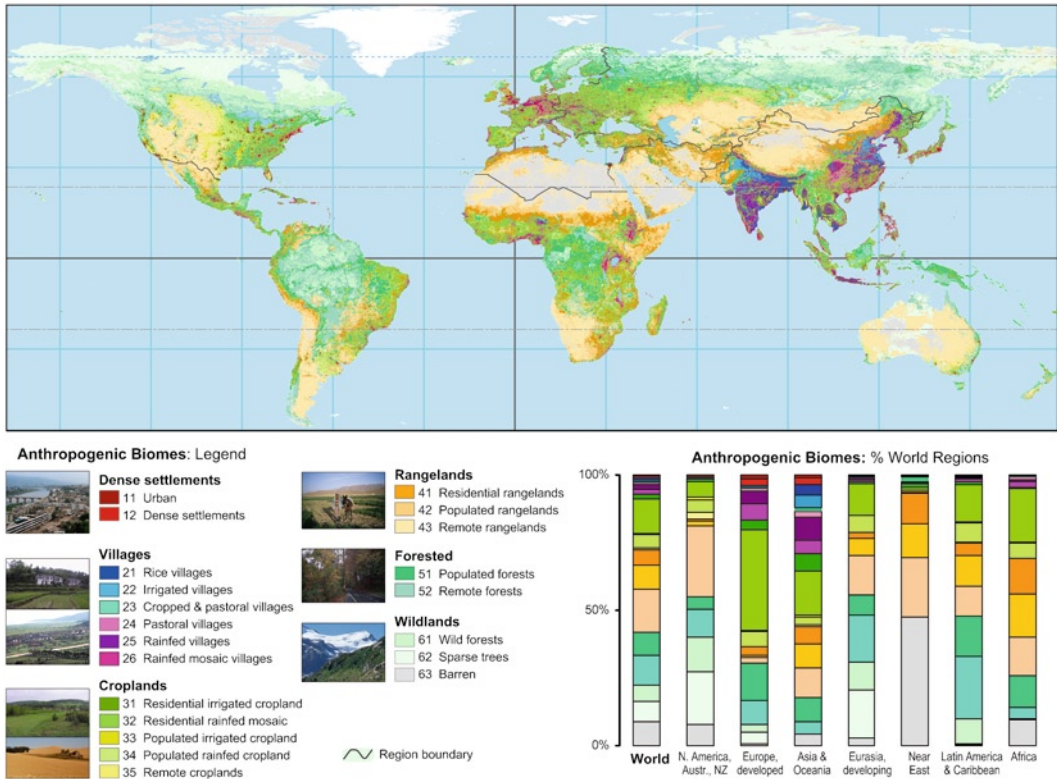 Anthropogenic Biomes: Legend
Dense settlements
11 Urban
12 Dense settlements
Villages
21 Rice villages
22 Irrigated villages
23 Cropped & pastoral villages
24 Pastoral villages
25 Rainfed villages
26 Rainfed mosaic villages
Croplands
31 Residential irrigated cropland
32 Residential rainfed mosaic
33 Populated irrigated cropland
34 Populated rainfed cropland
35 Remote croplands
Rangelands
41 Residential rangelands
42 Populated rangelands
43 Remote rangelands
Forested
51 Populated forests
52 Remote forests
Wildlands
61 Wild forests
62 Sparse trees
63 Barren
Region boundary
Anthropogenic Biomes: % World Regions
100%
50%
0%
World
N. America,
Austr., NZ
Europe,
developed
Asia &
Oceania
Eurasia,
developing
Near
East
Latin America
& Caribbean
Africa